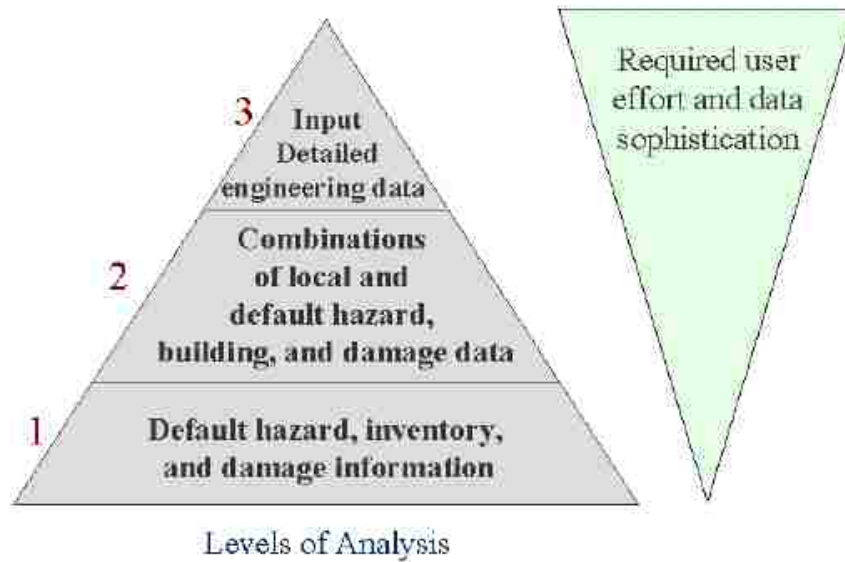 3
Input
Detailed
engineering data
2
Combinations
of local and
default hazard,
building, and damage data
1
Default hazard, inventory,
and damage information
Levels of Analysis
Required user
effort and data
sophistication